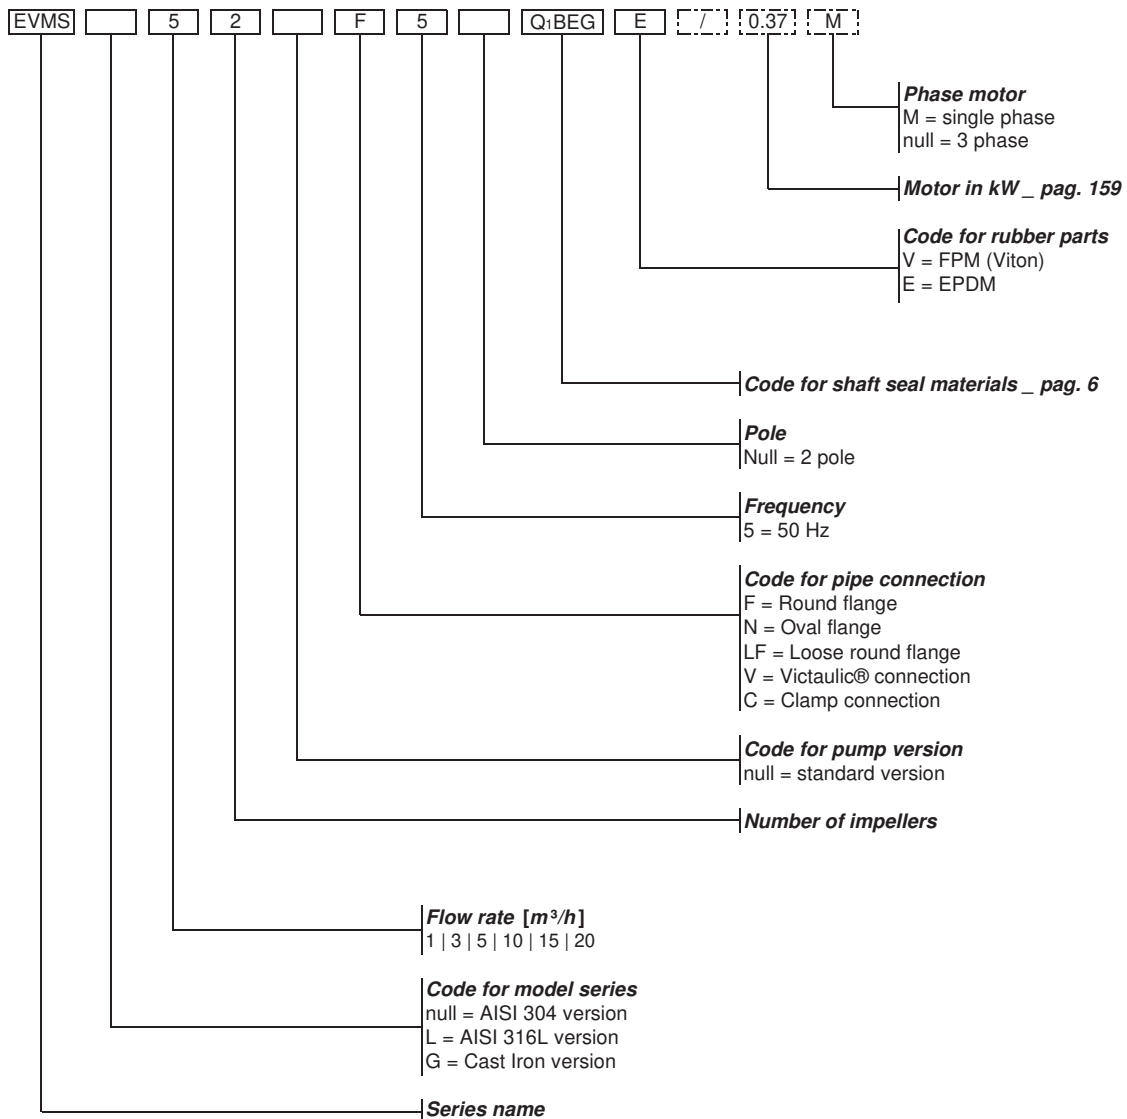 EVMS 5 2 F 5 Q1BEG E / 0.37 M
Phase motor
M = single phase
null = 3 phase
Motor in kW _ pag. 159
Code for rubber parts
V = FPM (Viton)
E = EPDM
Code for shaft seal materials _ pag. 6
Pole
Null = 2 pole
Frequency
5 = 50 Hz
Code for pipe connection
F = Round flange
N = Oval flange
LF = Loose round flange
V = Victaulic® connection
C = Clamp connection
Code for pump version
null = standard version
Number of impellers
Flow rate [m³/h]
1 | 3 | 5 | 10 | 15 | 20
Code for model series
null = AISI 304 version
L = AISI 316L version
G = Cast Iron version
Series name